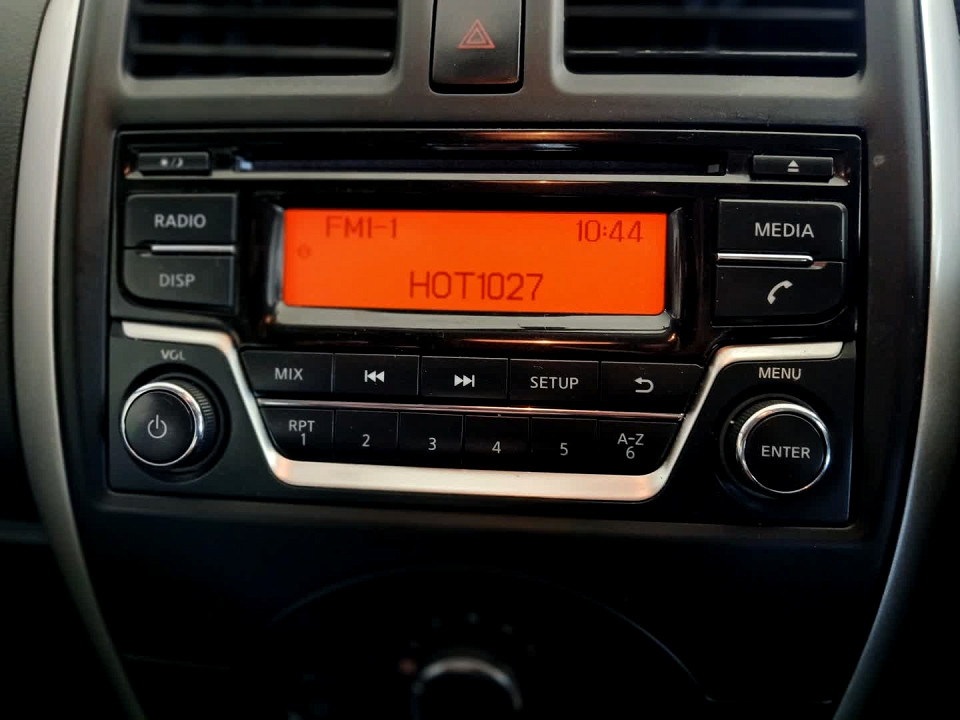 RADIO
DISP
FM1-1 10:44
HOT1027
MEDIA
VOL
MENU
MIX SETUP
RPT
1 2 3 4 5
A-Z
6
ENTER